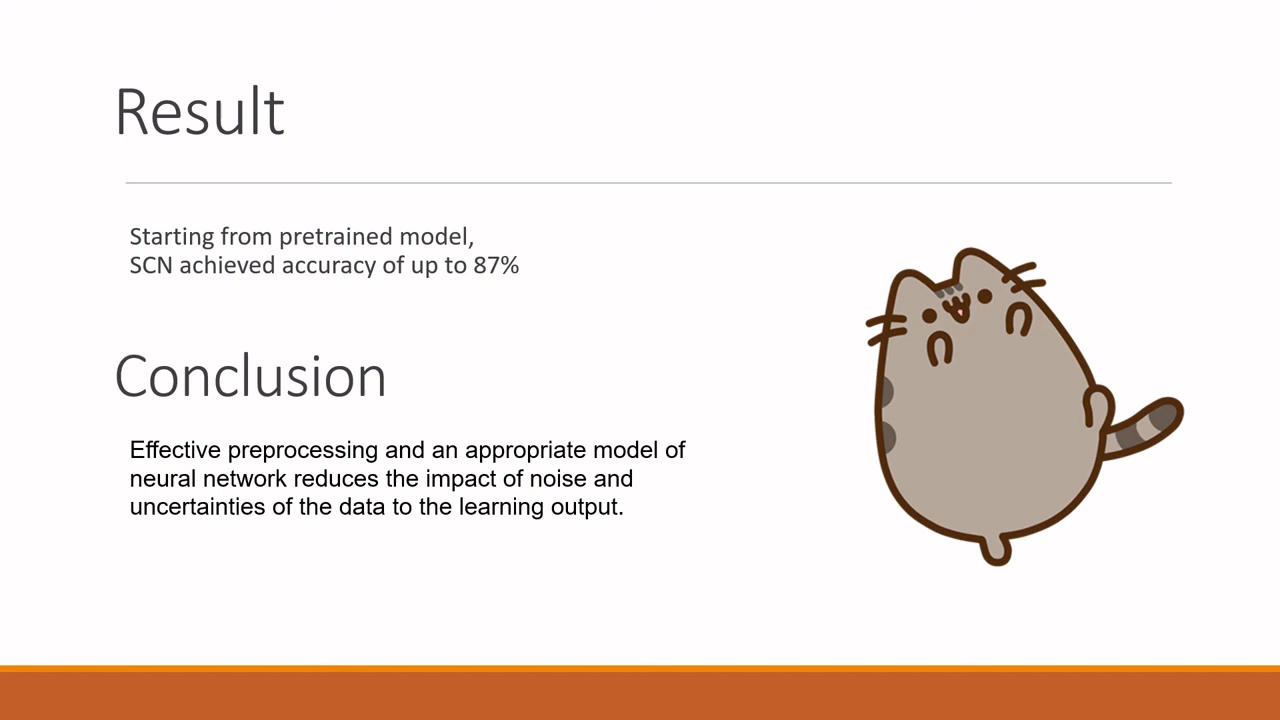 Result
Starting from pretrained model,
SCN achieved accuracy of up to 87%
Conclusion
Effective preprocessing and an appropriate model of
neural network reduces the impact of noise and
uncertainties of the data to the learning output.